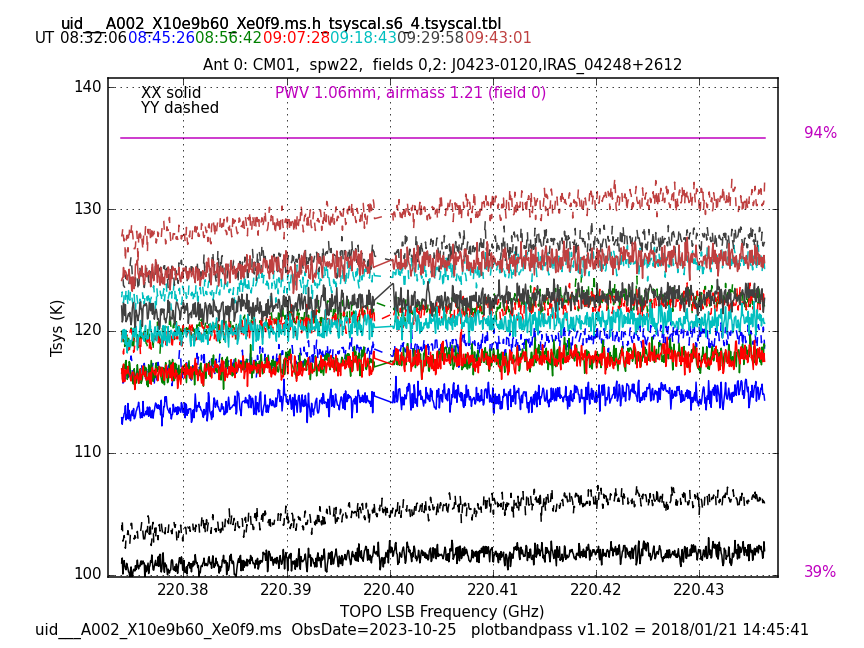 uid___A002_X10e9b60_Xe0f9.ms.h_tsyscal.s6_4.tsyscal.tbl
UT 08:32:06 08:45:26 08:56:42 09:07:28 09:18:43 09:29:58 09:43:01
Ant 0: CM01,  spw22,  fields 0,2: J0423-0120,IRAS_04248+2612
XX solid
YY dashed
PWV 1.06mm, airmass 1.21 (field 0)
94%
39%
140
130
120
110
100
Tsys (K)
220.38 220.39 220.40 220.41 220.42 220.43
TOPO LSB Frequency (GHz)
uid___A002_X10e9b60_Xe0f9.ms  ObsDate=2023-10-25   plotbandpass v1.102 = 2018/01/21 14:45:41